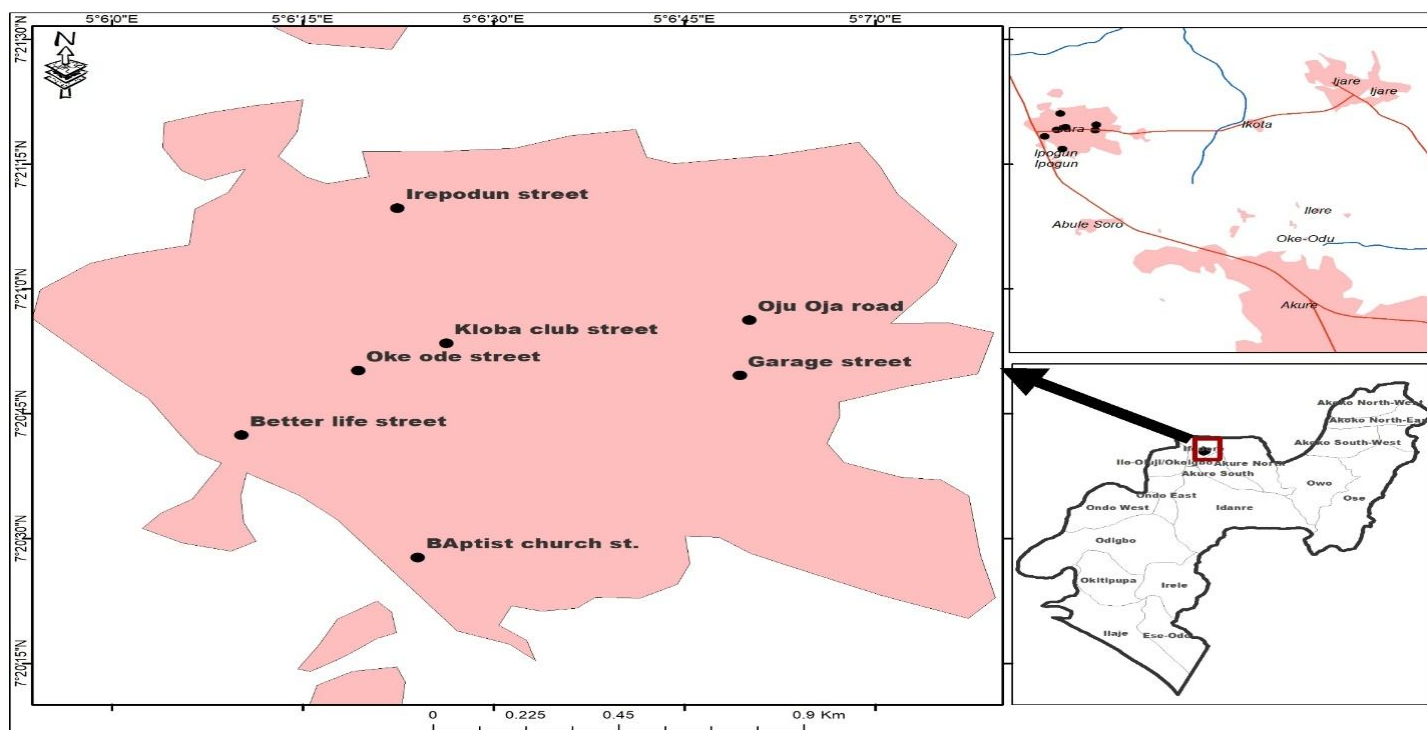 5°6'0"E 5°6'15"E 5°6'30"E 5°6'45"E 5°7'0"E
7°21'30"N
7°21'15"N
7°21'0"N
7°20'45"N
7°20'30"N
7°20'15"N
N
Irepodun street
Oju Oja road
Kloba club street
Oke ode street
Garage street
Better life street
BAptist church st.
0 0.225 0.45 0.9 Km
Ijare
Ijare
Ikota
Ipogun
Ipogun
Ilere
Abule Soro
Oke-Odu
Akure
Akoko North-West
Akoko North-East
Akoko South-West
Akure North
Akure South
Owo
Ose
Ondo East
Ondo West
Idanre
Odigbo
Okitipupa
Irele
Ilaje
Ese-Odo